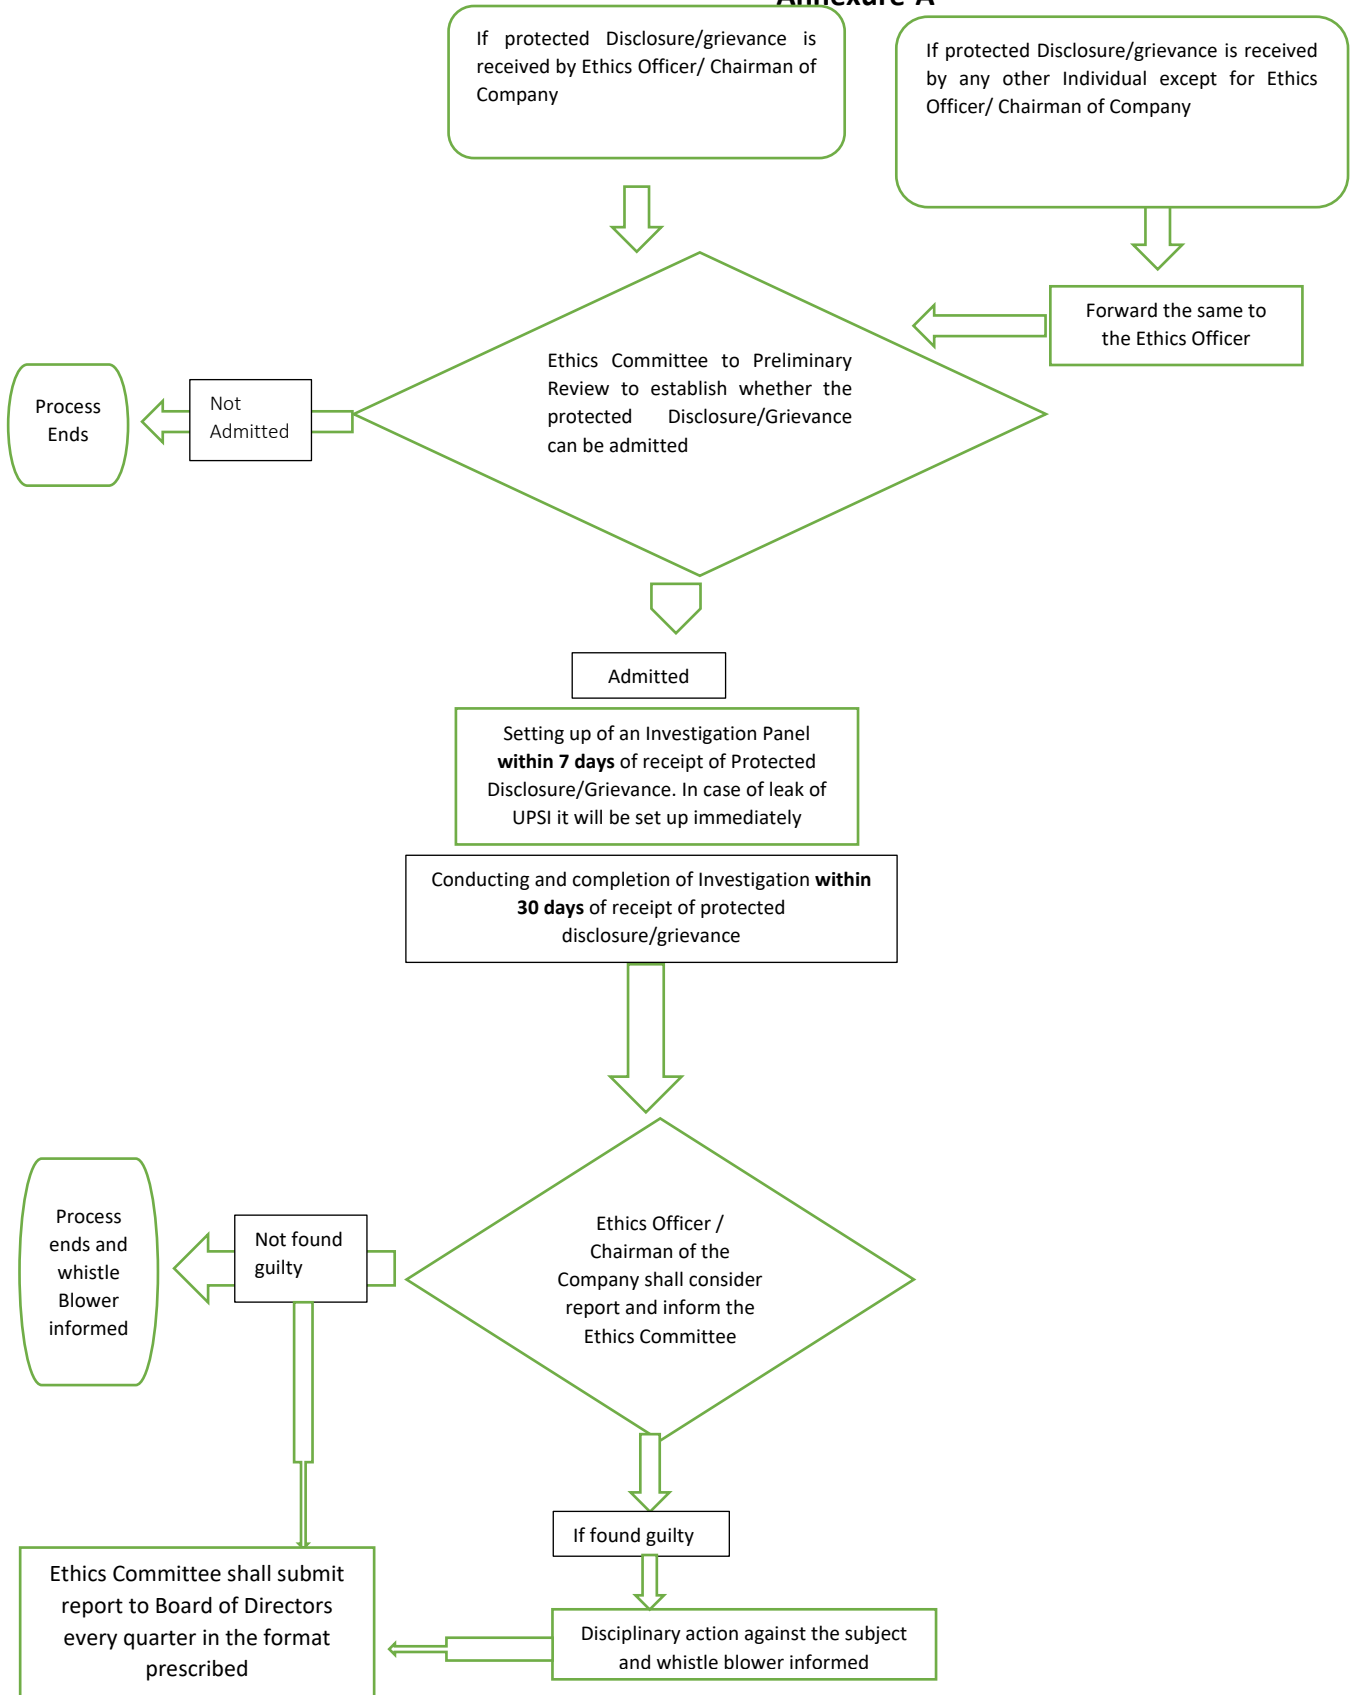 Annexure A
If protected Disclosure/grievance is
received by Ethics Officer/ Chairman of
Company
If protected Disclosure/grievance is received
by any other Individual except for Ethics
Officer/ Chairman of Company
Forward the same to
the Ethics Officer
Ethics Committee to Preliminary
Review to establish whether the
protected Disclosure/Grievance
can be admitted
Not
Admitted
Process
Ends
Admitted
Setting up of an Investigation Panel
within 7 days of receipt of Protected
Disclosure/Grievance. In case of leak of
UPSI it will be set up immediately
Conducting and completion of Investigation within
30 days of receipt of protected
disclosure/grievance
Ethics Officer /
Chairman of the
Company shall consider
report and inform the
Ethics Committee
Not found
guilty
Process
ends and
whistle
Blower
informed
If found guilty
Disciplinary action against the subject
and whistle blower informed
Ethics Committee shall submit
report to Board of Directors
every quarter in the format
prescribed